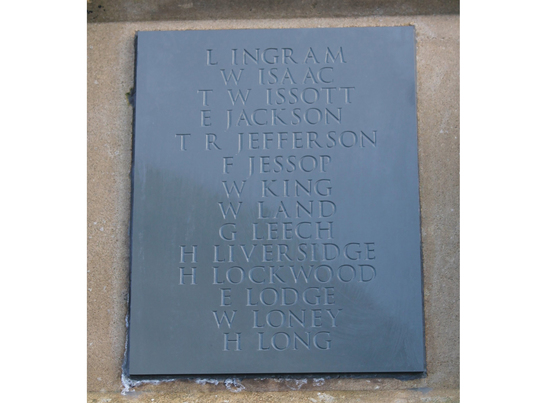 L INGRAM
W ISAAC
T W ISSOTT
E JACKSON
T R JEFFERSON
F JESSOP
W KING
W LAND
G LEECH
H LIVERSIDGE
H LOCKWOOD
E LODGE
W LONEY
H LONG